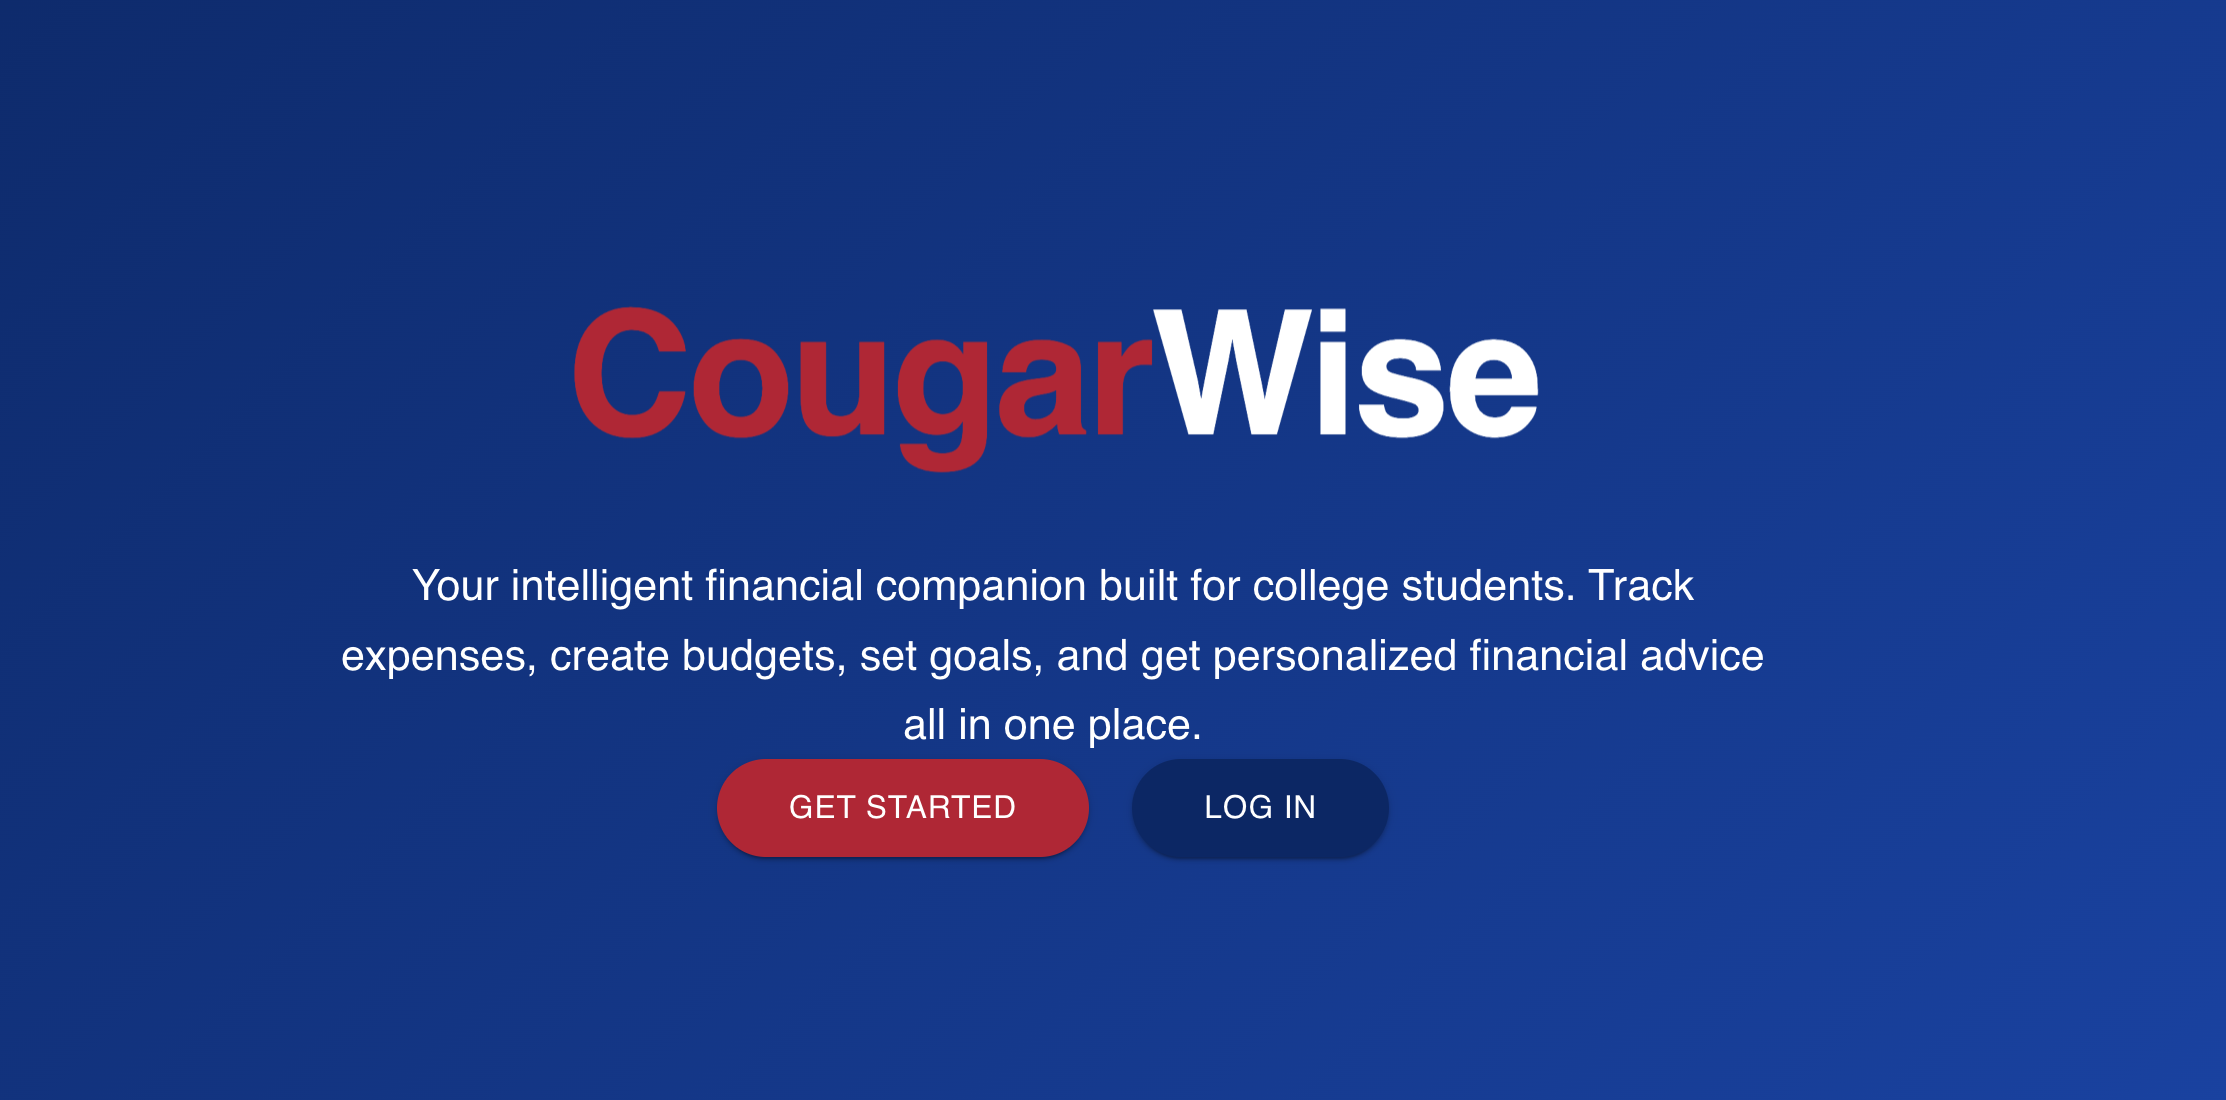 CougarWise
Your intelligent financial companion built for college students. Track
expenses, create budgets, set goals, and get personalized financial advice
all in one place.
GET STARTED
LOG IN